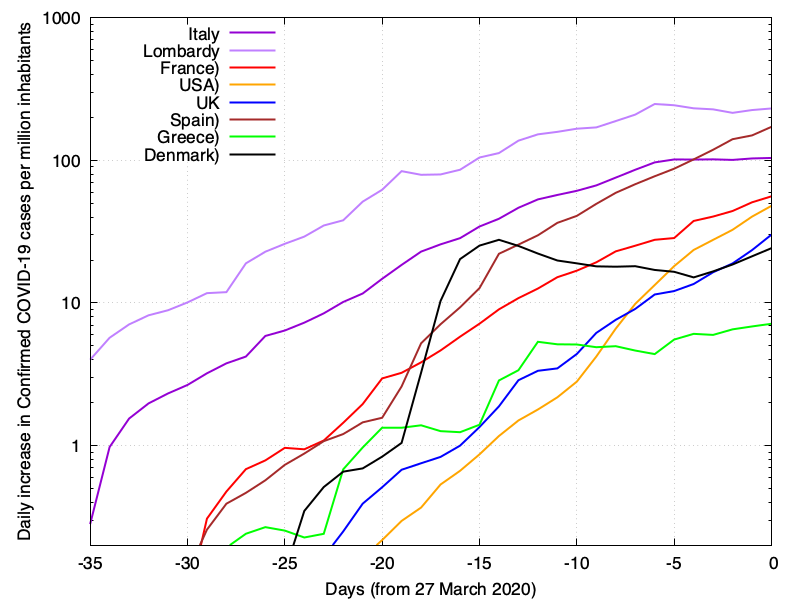 Daily increase in Confirmed COVID-19 cases per million inhabitants
1000
100
10
1
Italy
Lombardy
France)
USA)
UK
Spain)
Greece)
Denmark)
-35 -30 -25 -20 -15 -10 -5 0
Days (from 27 March 2020)